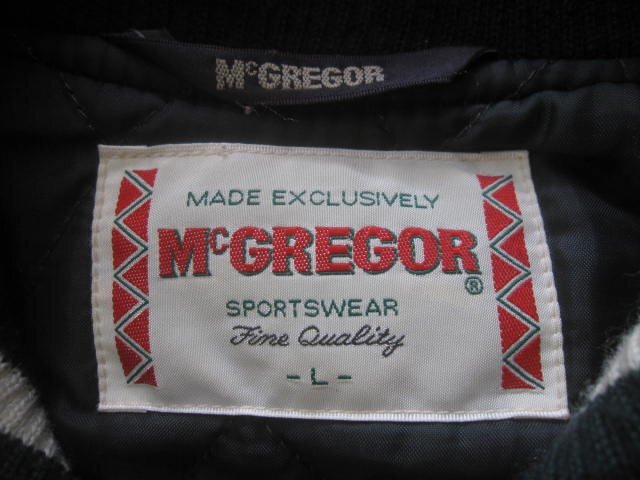 McGREGOR
MADE EXCLUSIVELY
McGREGOR®
SPORTSWEAR
Fine Quality
- L -